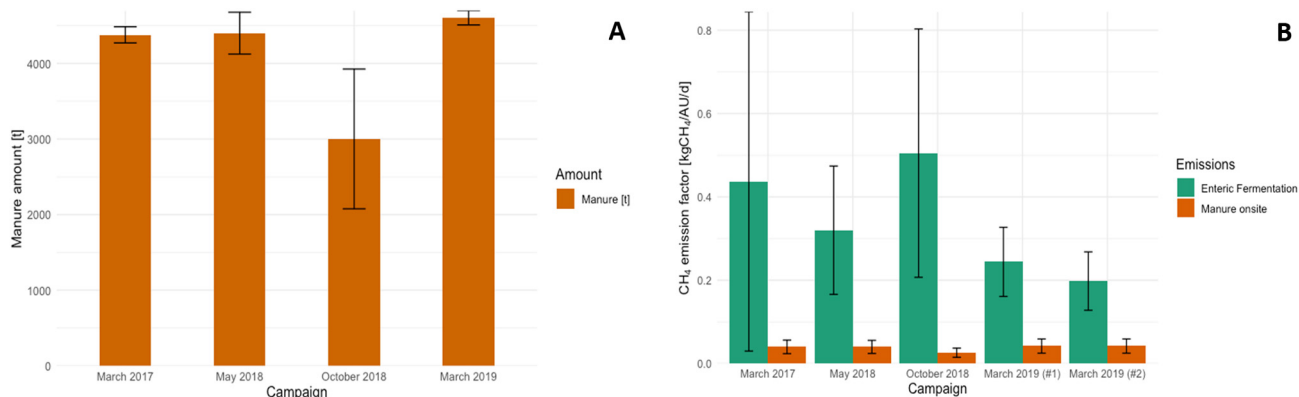 A
Manure amount [t]
4000
3000
2000
1000
0
March 2017 May 2018 October 2018 March 2019
Campaign
Amount
Manure [t]
B
CH4 emission factor [kgCH4/AU/d]
0.8
0.6
0.4
0.2
0.0
March 2017 May 2018 October 2018 March 2019 (#1) March 2019 (#2)
Campaign
Emissions
Enteric Fermentation
Manure onsite